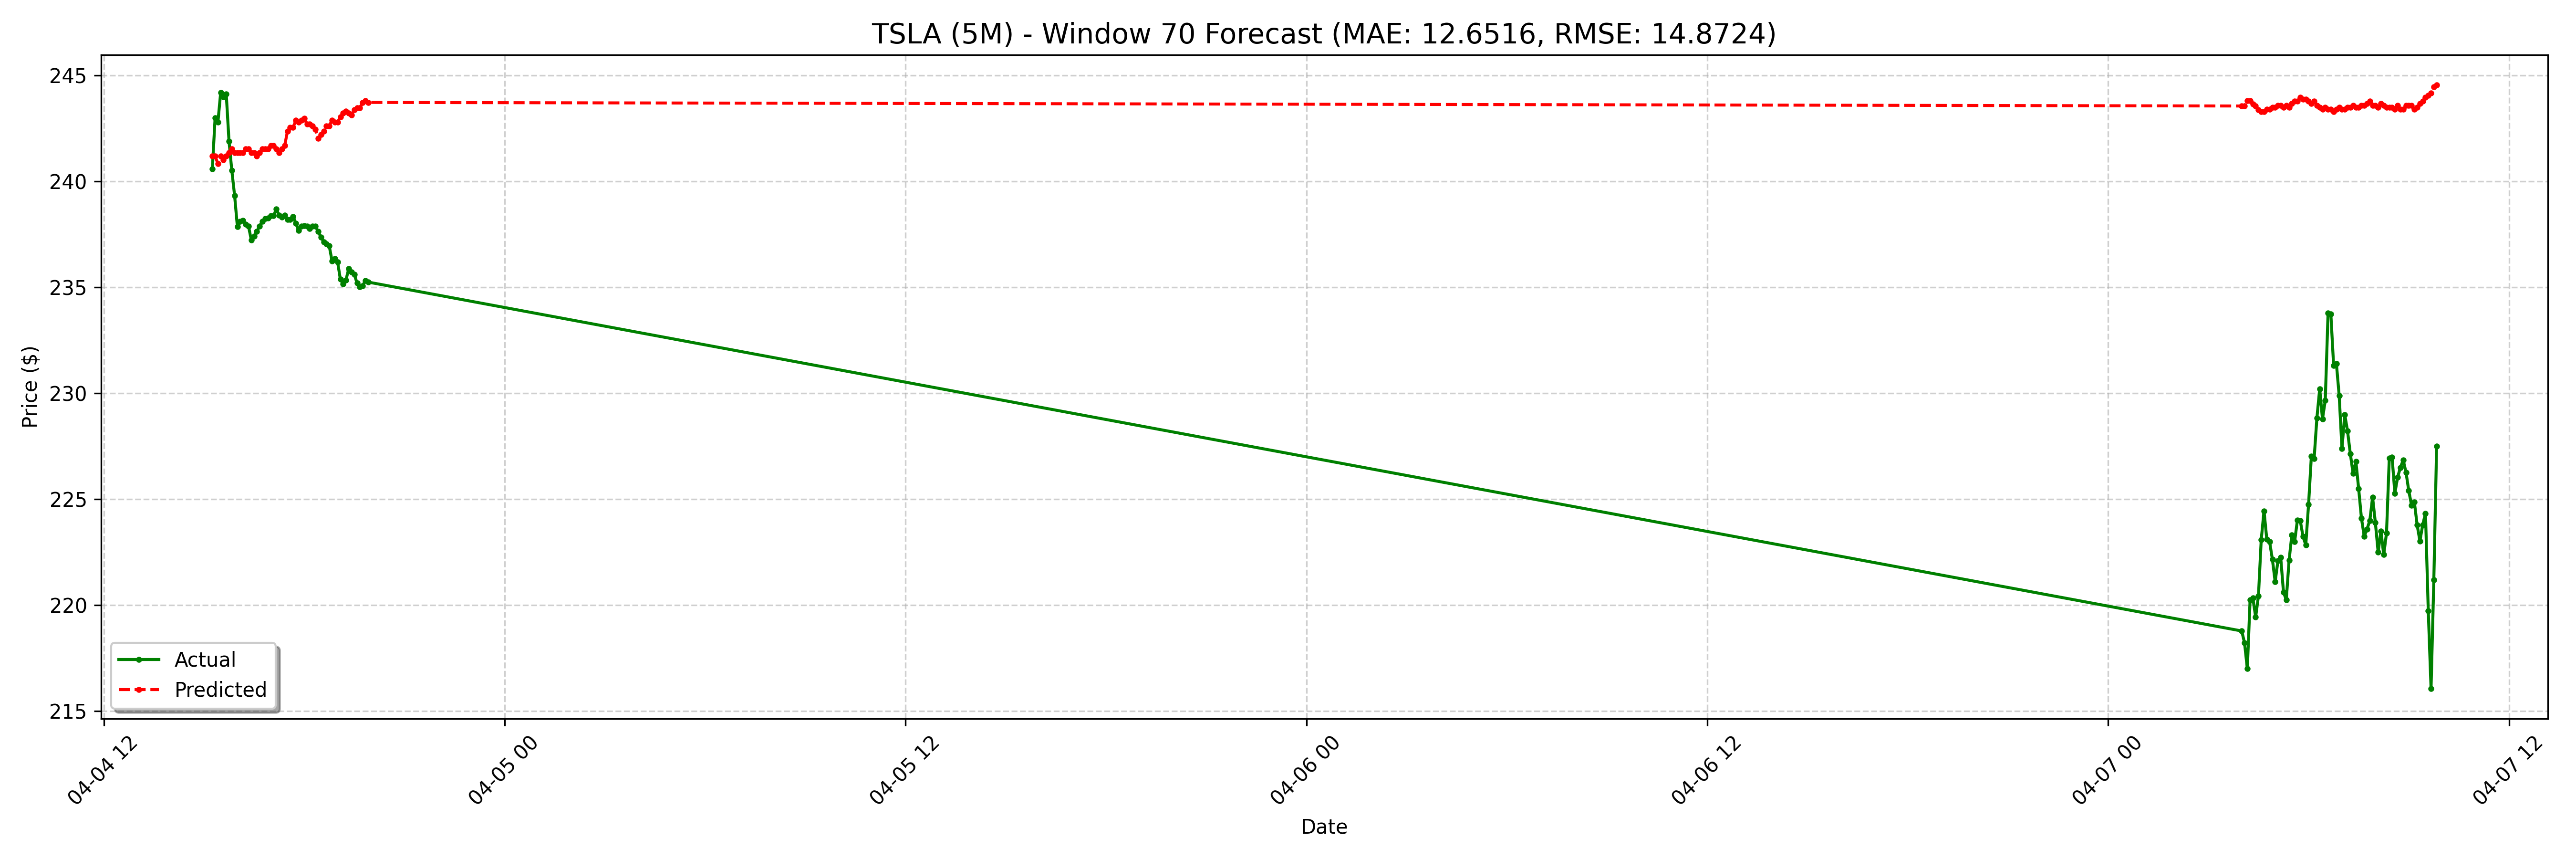 TSLA (5M) - Window 70 Forecast (MAE: 12.6516, RMSE: 14.8724)
Price ($)
245
240
235
230
225
220
215
Actual
Predicted
04-04 12
04-05 00
04-05 12
04-06 00
04-06 12
04-07 00
04-07 12
Date